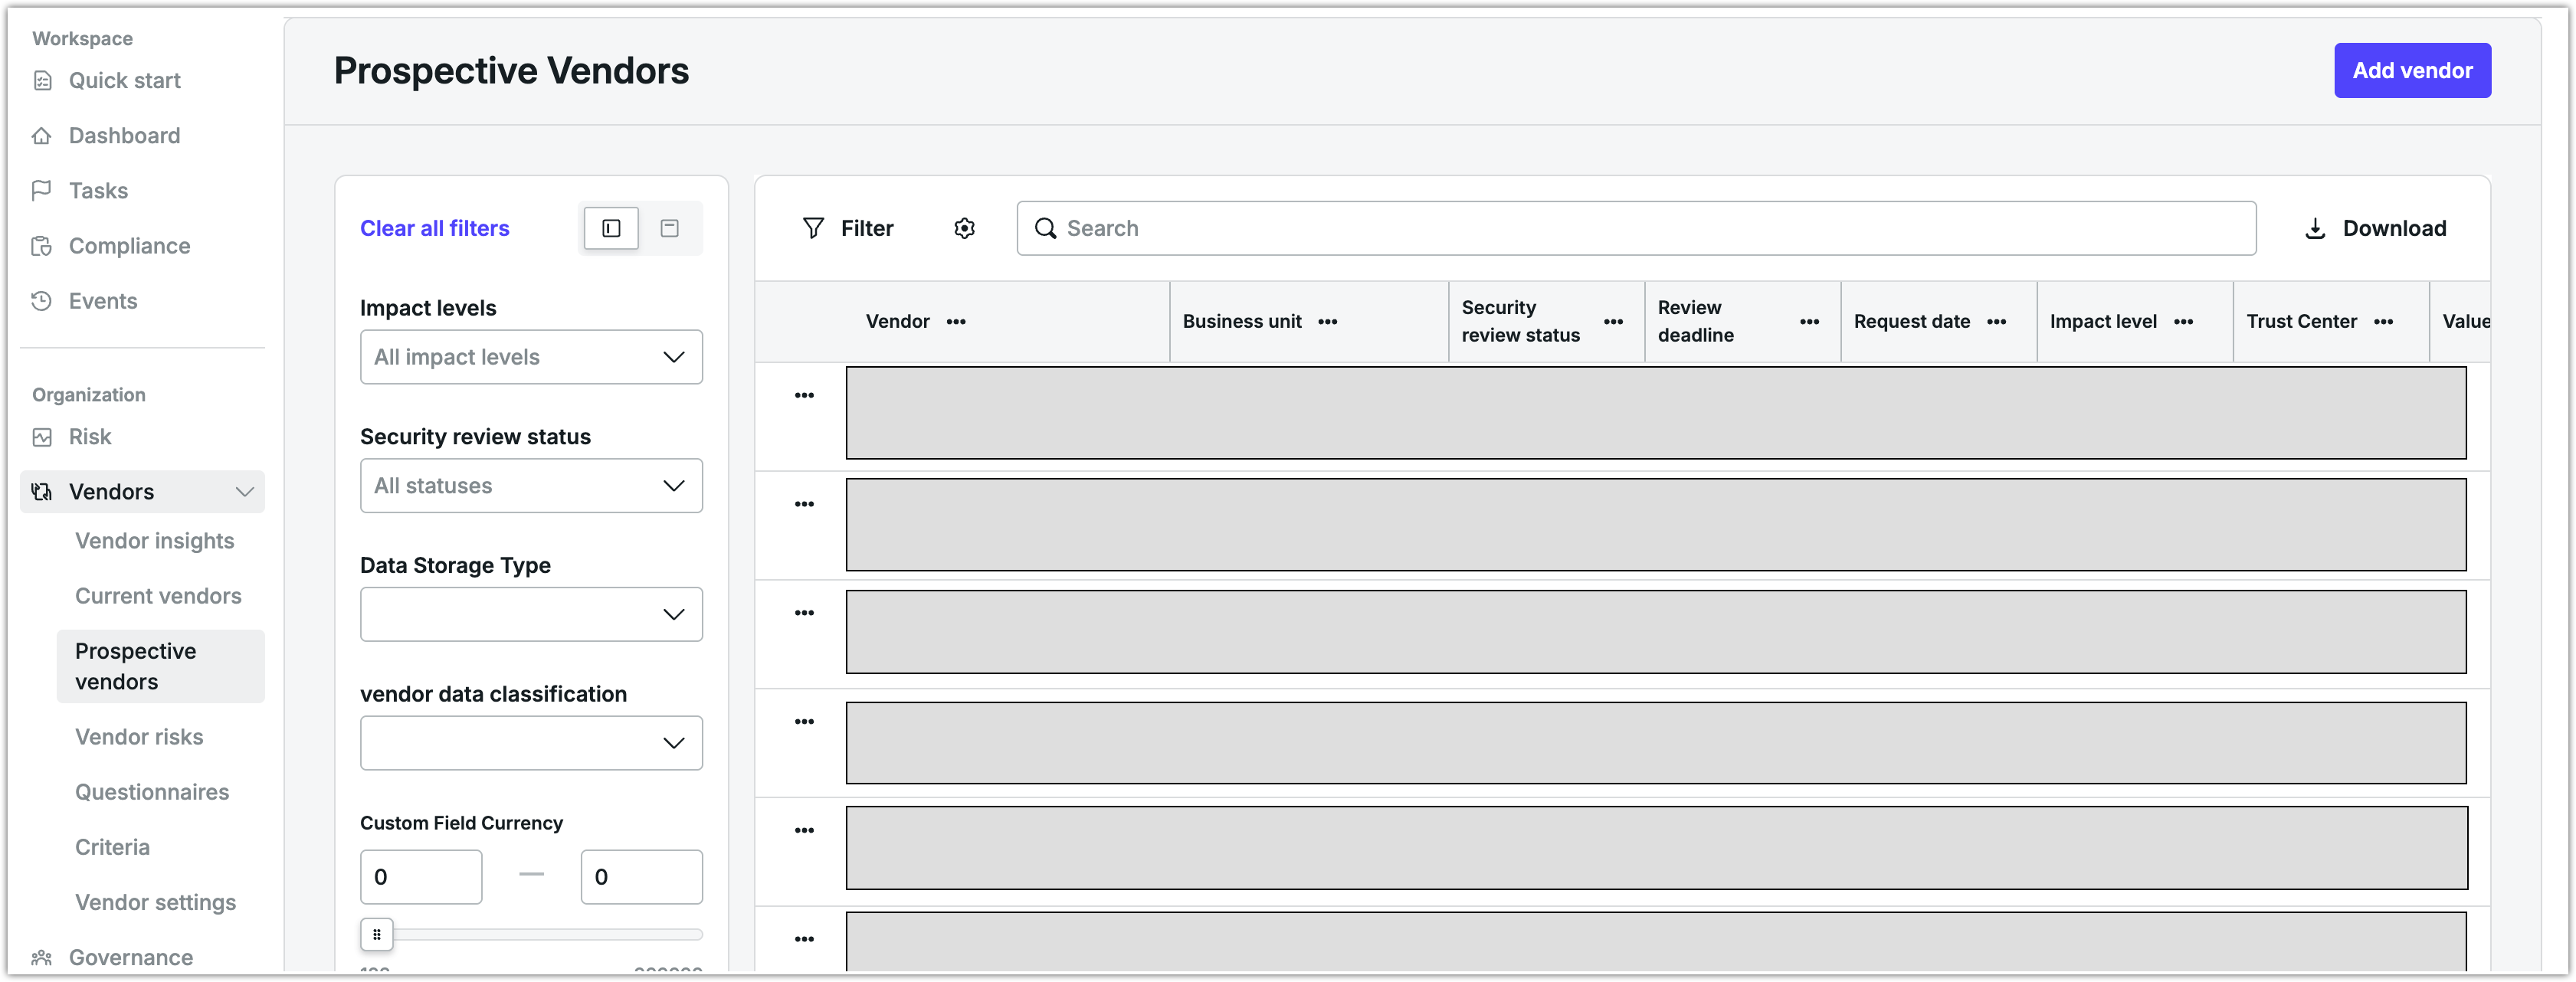 Workspace
Quick start
Dashboard
Tasks
Compliance
Events
Organization
Risk
Vendors
Vendor insights
Current vendors
Prospective
vendors
Vendor risks
Questionnaires
Criteria
Vendor settings
Governance
Prospective Vendors
Add vendor
Clear all filters
Impact levels
All impact levels
Security review status
All statuses
Data Storage Type
vendor data classification
Custom Field Currency
0 — 0
Filter
Search
Download
Vendor
Business unit
Security
review status
Review
deadline
Request date
Impact level
Trust Center
Value